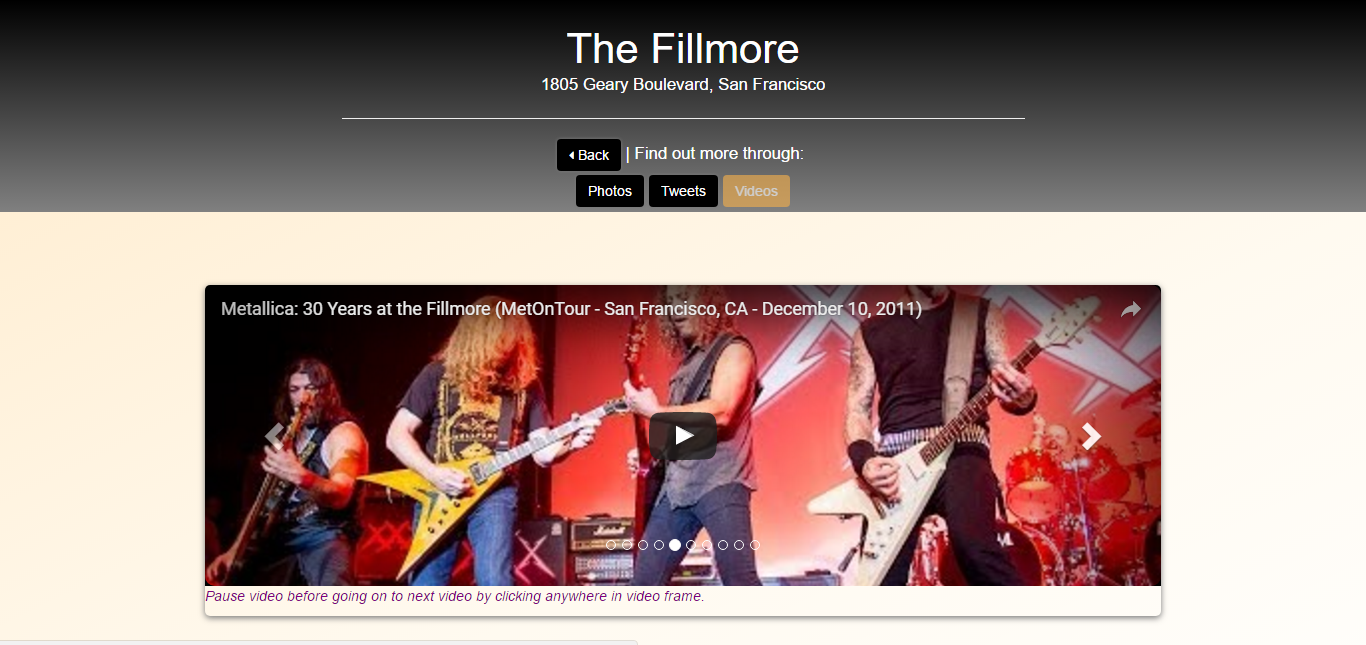 The Fillmore
1805 Geary Boulevard, San Francisco
Back | Find out more through:
Photos Tweets Videos
Metallica: 30 Years at the Fillmore (MetOnTour - San Francisco, CA - December 10, 2011)
Marshall
Pause video before going on to next video by clicking anywhere in video frame.